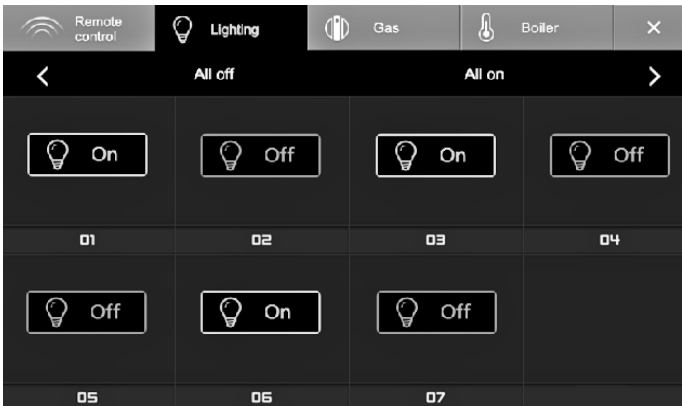 Remote
control
Lighting
Gas
Boiler
All off
All on
On
Off
On
Off
01
02
03
04
Off
On
Off
05
06
07